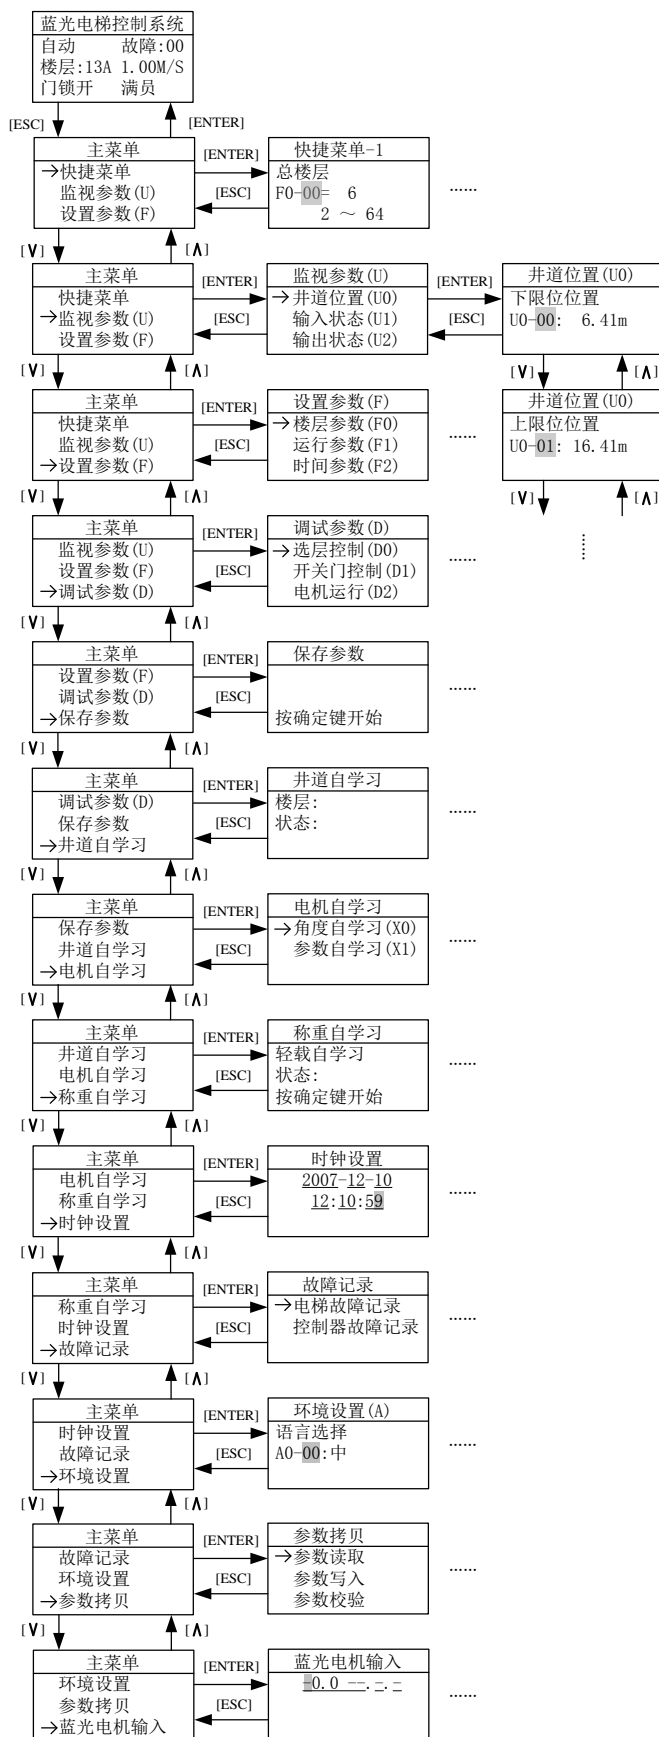 蓝光电梯控制系统
自动 故障:00
楼层:13A 1.00M/S
门锁开 满员
[ESC] [ENTER]
主菜单
→快捷菜单
监视参数(U)
设置参数(F)
[ENTER]
[ESC]
快捷菜单-1
总楼层
F0-00= 6
2 ～ 64
......
[∨] [∧]
主菜单
快捷菜单
→监视参数(U)
设置参数(F)
[ENTER]
[ESC]
监视参数(U)
→井道位置(U0)
输入状态(U1)
输出状态(U2)
[ENTER]
[ESC]
井道位置(U0)
下限位位置
U0-00: 6.41m
[∨] [∧]
井道位置(U0)
上限位位置
U0-01: 16.41m
[∨] [∧]
......
[∨] [∧]
主菜单
快捷菜单
监视参数(U)
→设置参数(F)
[ENTER]
[ESC]
设置参数(F)
→楼层参数(F0)
运行参数(F1)
时间参数(F2)
......
[∨] [∧]
主菜单
监视参数(U)
设置参数(F)
→调试参数(D)
[ENTER]
[ESC]
调试参数(D)
→选层控制(D0)
开关门控制(D1)
电机运行(D2)
......
[∨] [∧]
主菜单
设置参数(F)
调试参数(D)
→保存参数
[ENTER]
[ESC]
保存参数
按确定键开始
......
[∨] [∧]
主菜单
调试参数(D)
保存参数
→井道自学习
[ENTER]
[ESC]
井道自学习
楼层:
状态:
......
[∨] [∧]
主菜单
保存参数
井道自学习
→电机自学习
[ENTER]
[ESC]
电机自学习
→角度自学习(X0)
参数自学习(X1)
......
[∨] [∧]
主菜单
井道自学习
电机自学习
→称重自学习
[ENTER]
[ESC]
称重自学习
轻载自学习
状态:
按确定键开始
......
[∨] [∧]
主菜单
电机自学习
称重自学习
→时钟设置
[ENTER]
[ESC]
时钟设置
2007-12-10
12:10:59
......
[∨] [∧]
主菜单
称重自学习
时钟设置
→故障记录
[ENTER]
[ESC]
故障记录
→电梯故障记录
控制器故障记录
......
[∨] [∧]
主菜单
时钟设置
故障记录
→环境设置
[ENTER]
[ESC]
环境设置(A)
语言选择
A0-00:中
......
[∨] [∧]
主菜单
故障记录
环境设置
→参数拷贝
[ENTER]
[ESC]
参数拷贝
→参数读取
参数写入
参数校验
......
[∨] [∧]
主菜单
环境设置
参数拷贝
→蓝光电机输入
[ENTER]
[ESC]
蓝光电机输入
-0.0 --.-.-
......